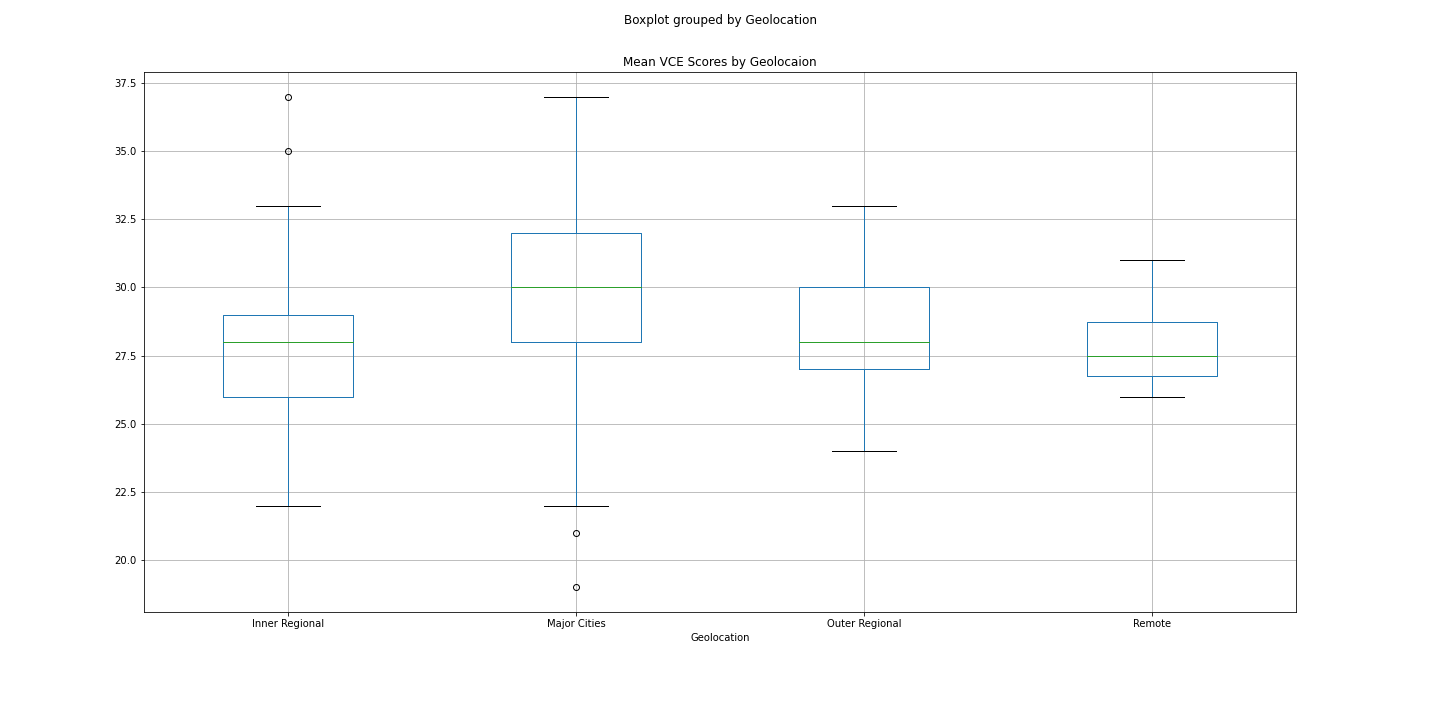 Boxplot grouped by Geolocation
Mean VCE Scores by Geolocaion
37.5
35.0
32.5
30.0
27.5
25.0
22.5
20.0
Inner Regional Major Cities Outer Regional Remote
Geolocation